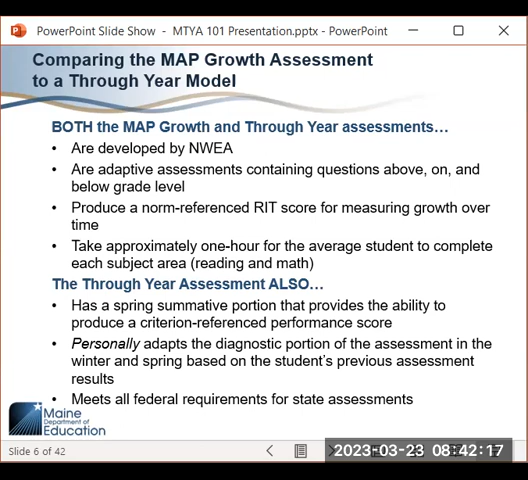 PowerPoint Slide Show - MTYA 101 Presentation.pptx - PowerPoint
Comparing the MAP Growth Assessment
to a Through Year Model
BOTH the MAP Growth and Through Year assessments…
• Are developed by NWEA
• Are adaptive assessments containing questions above, on, and
below grade level
• Produce a norm-referenced RIT score for measuring growth over
time
• Take approximately one-hour for the average student to complete
each subject area (reading and math)
The Through Year Assessment ALSO…
• Has a spring summative portion that provides the ability to
produce a criterion-referenced performance score
• Personally adapts the diagnostic portion of the assessment in the
winter and spring based on the student's previous assessment
results
• Meets all federal requirements for state assessments
Maine
Department of
Education
Slide 6 of 42
2023-03-23 08:42:17